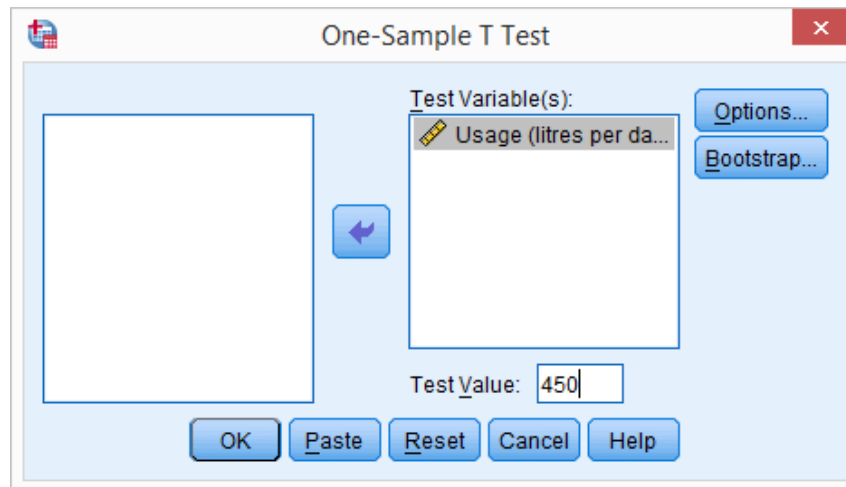 One-Sample T Test
Test Variable(s):
Usage (litres per da...
Options...
Bootstrap...
Test Value: 450
OK Paste Reset Cancel Help